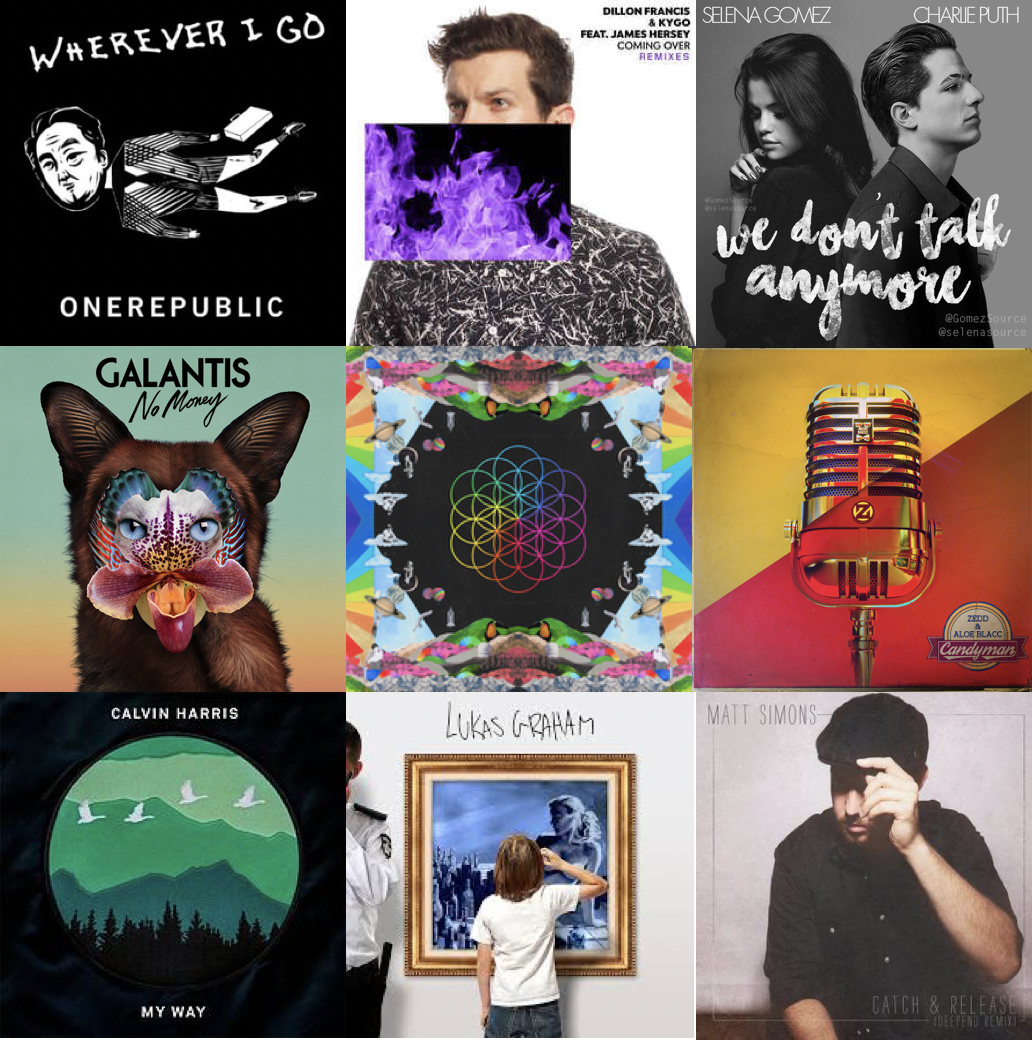 WHEREVER I GO
ONEREPUBLIC
DILLON FRANCIS
& KYGO
FEAT. JAMES HERSEY
COMING OVER
REMIXES
SELENA GOMEZ CHARLIE PUTH
@GomezSource
@selenasource
we don't talk
anymore
@GomezSource
@selenasource
GALANTIS
No Money
ZEDD
&
ALOE BLACC
Candyman
CALVIN HARRIS
MY WAY
LUKAS GRAHAM
MATT SIMONS
CATCH & RELEASE
(DEEPEND REMIX)